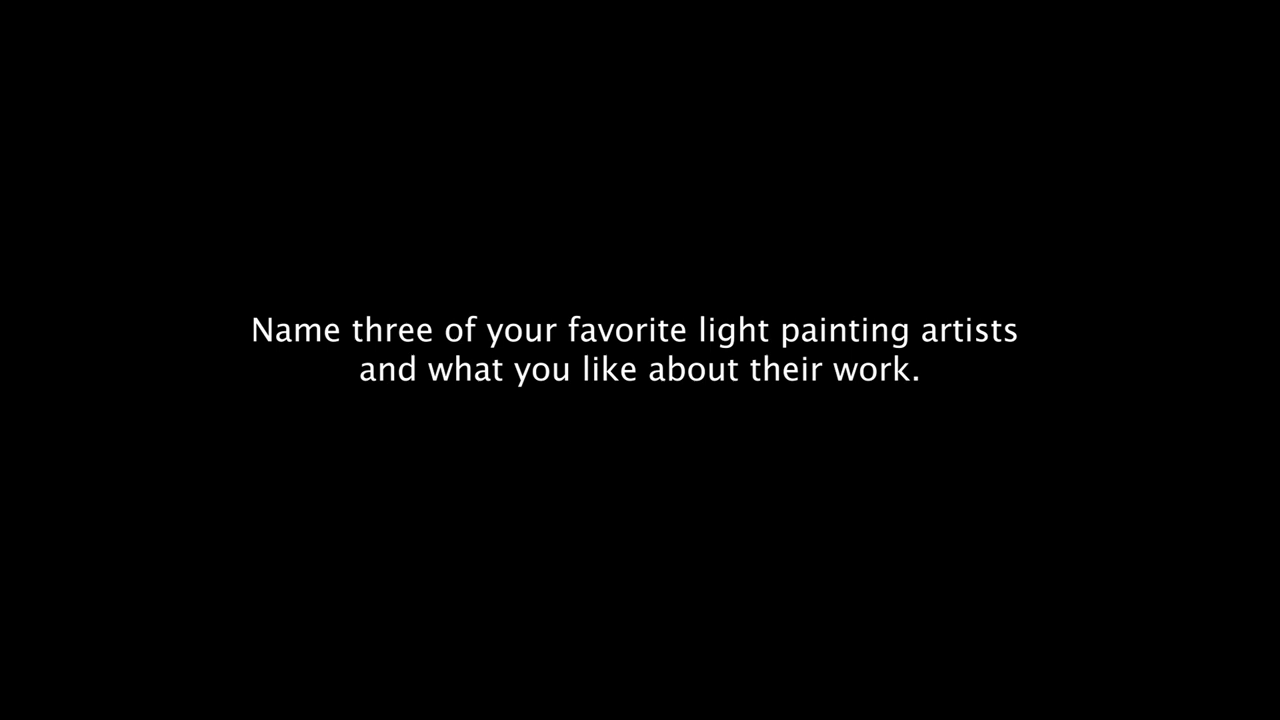 Name three of your favorite light painting artists
and what you like about their work.